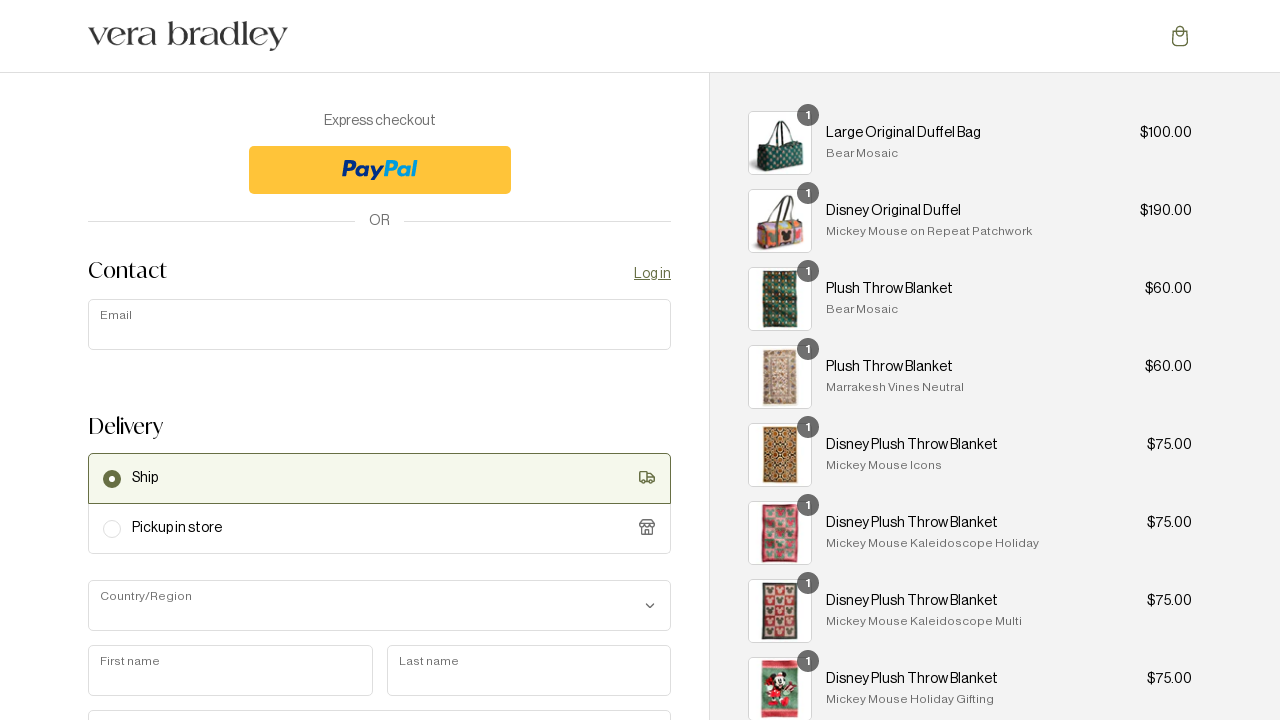 vera bradley
Express checkout
PayPal
OR
Contact
Log in
Email
Delivery
Ship
Pickup in store
Country/Region
First name
Last name
1
Large Original Duffel Bag
$100.00
Bear Mosaic
1
Disney Original Duffel
$190.00
Mickey Mouse on Repeat Patchwork
1
Plush Throw Blanket
$60.00
Bear Mosaic
1
Plush Throw Blanket
$60.00
Marrakesh Vines Neutral
1
Disney Plush Throw Blanket
$75.00
Mickey Mouse Icons
1
Disney Plush Throw Blanket
$75.00
Mickey Mouse Kaleidoscope Holiday
1
Disney Plush Throw Blanket
$75.00
Mickey Mouse Kaleidoscope Multi
1
Disney Plush Throw Blanket
$75.00
Mickey Mouse Holiday Gifting